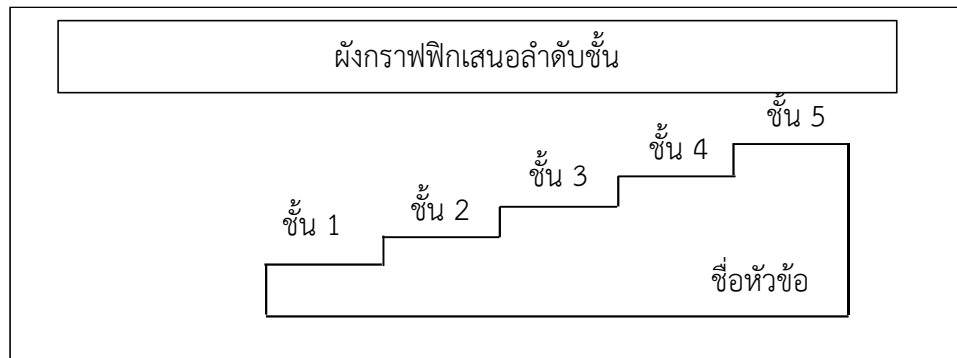 ผังกราฟฟิกเสนอลำดับชั้น
ชั้น 5
ชั้น 4
ชั้น 3
ชั้น 2
ชั้น 1
ชื่อหัวข้อ